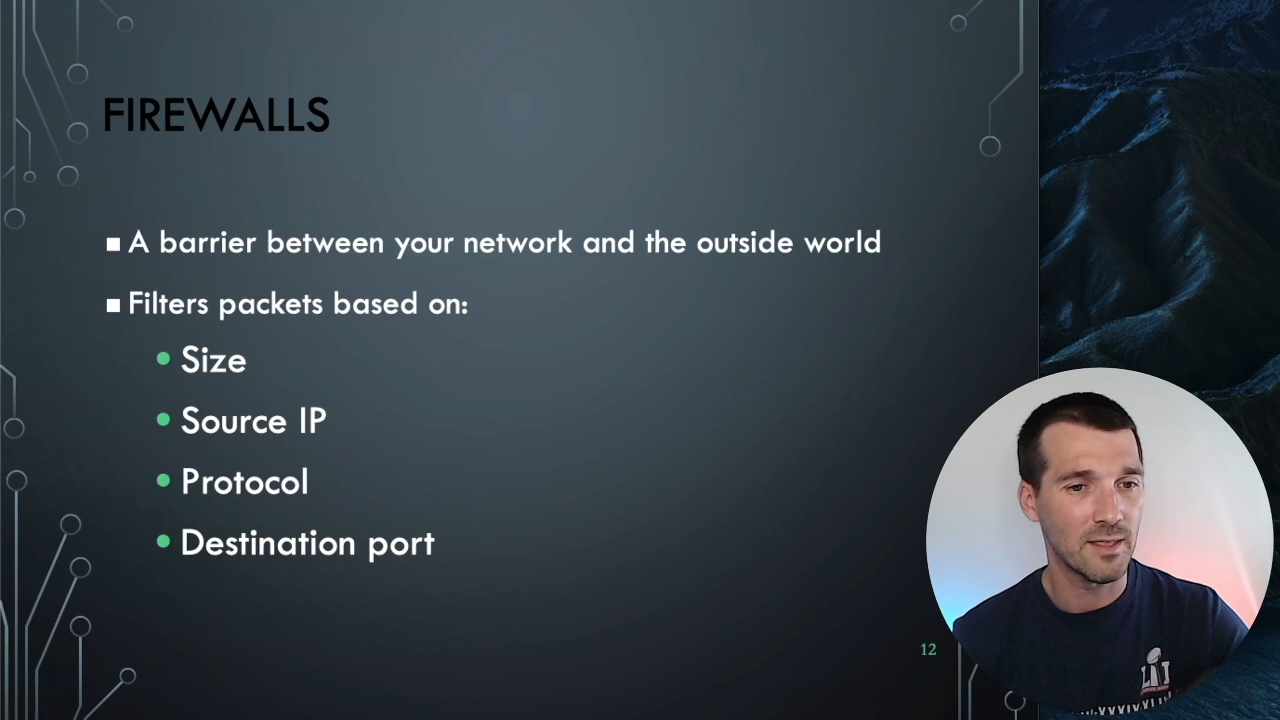 FIREWALLS
A barrier between your network and the outside world
Filters packets based on:
Size
Source IP
Protocol
Destination port
12
LI